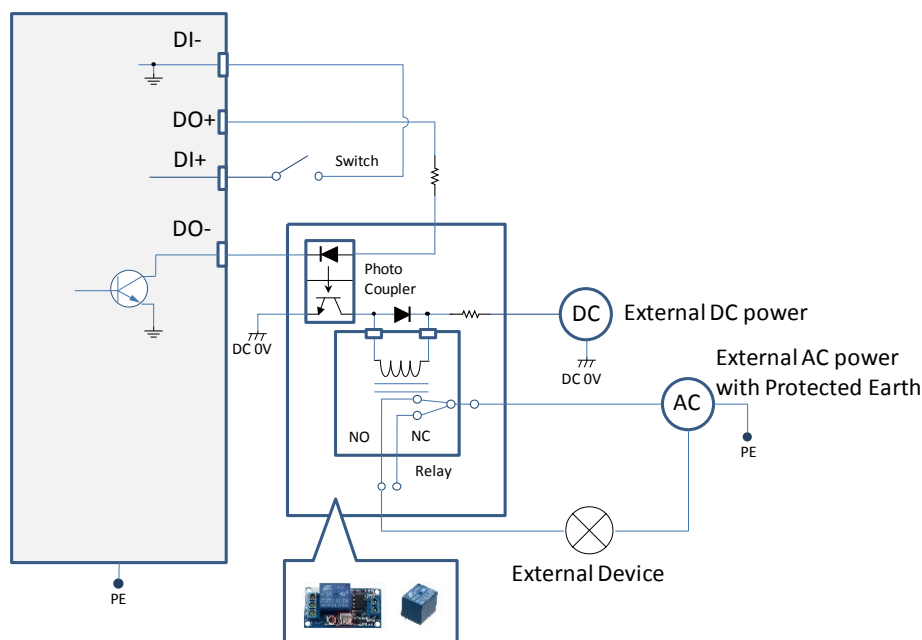 DI-
DO+
DI+
Switch
DO-
Photo
Coupler
DC 0V
DC
External DC power
DC 0V
External AC power
with Protected Earth
AC
PE
NO
NC
Relay
External Device
PE